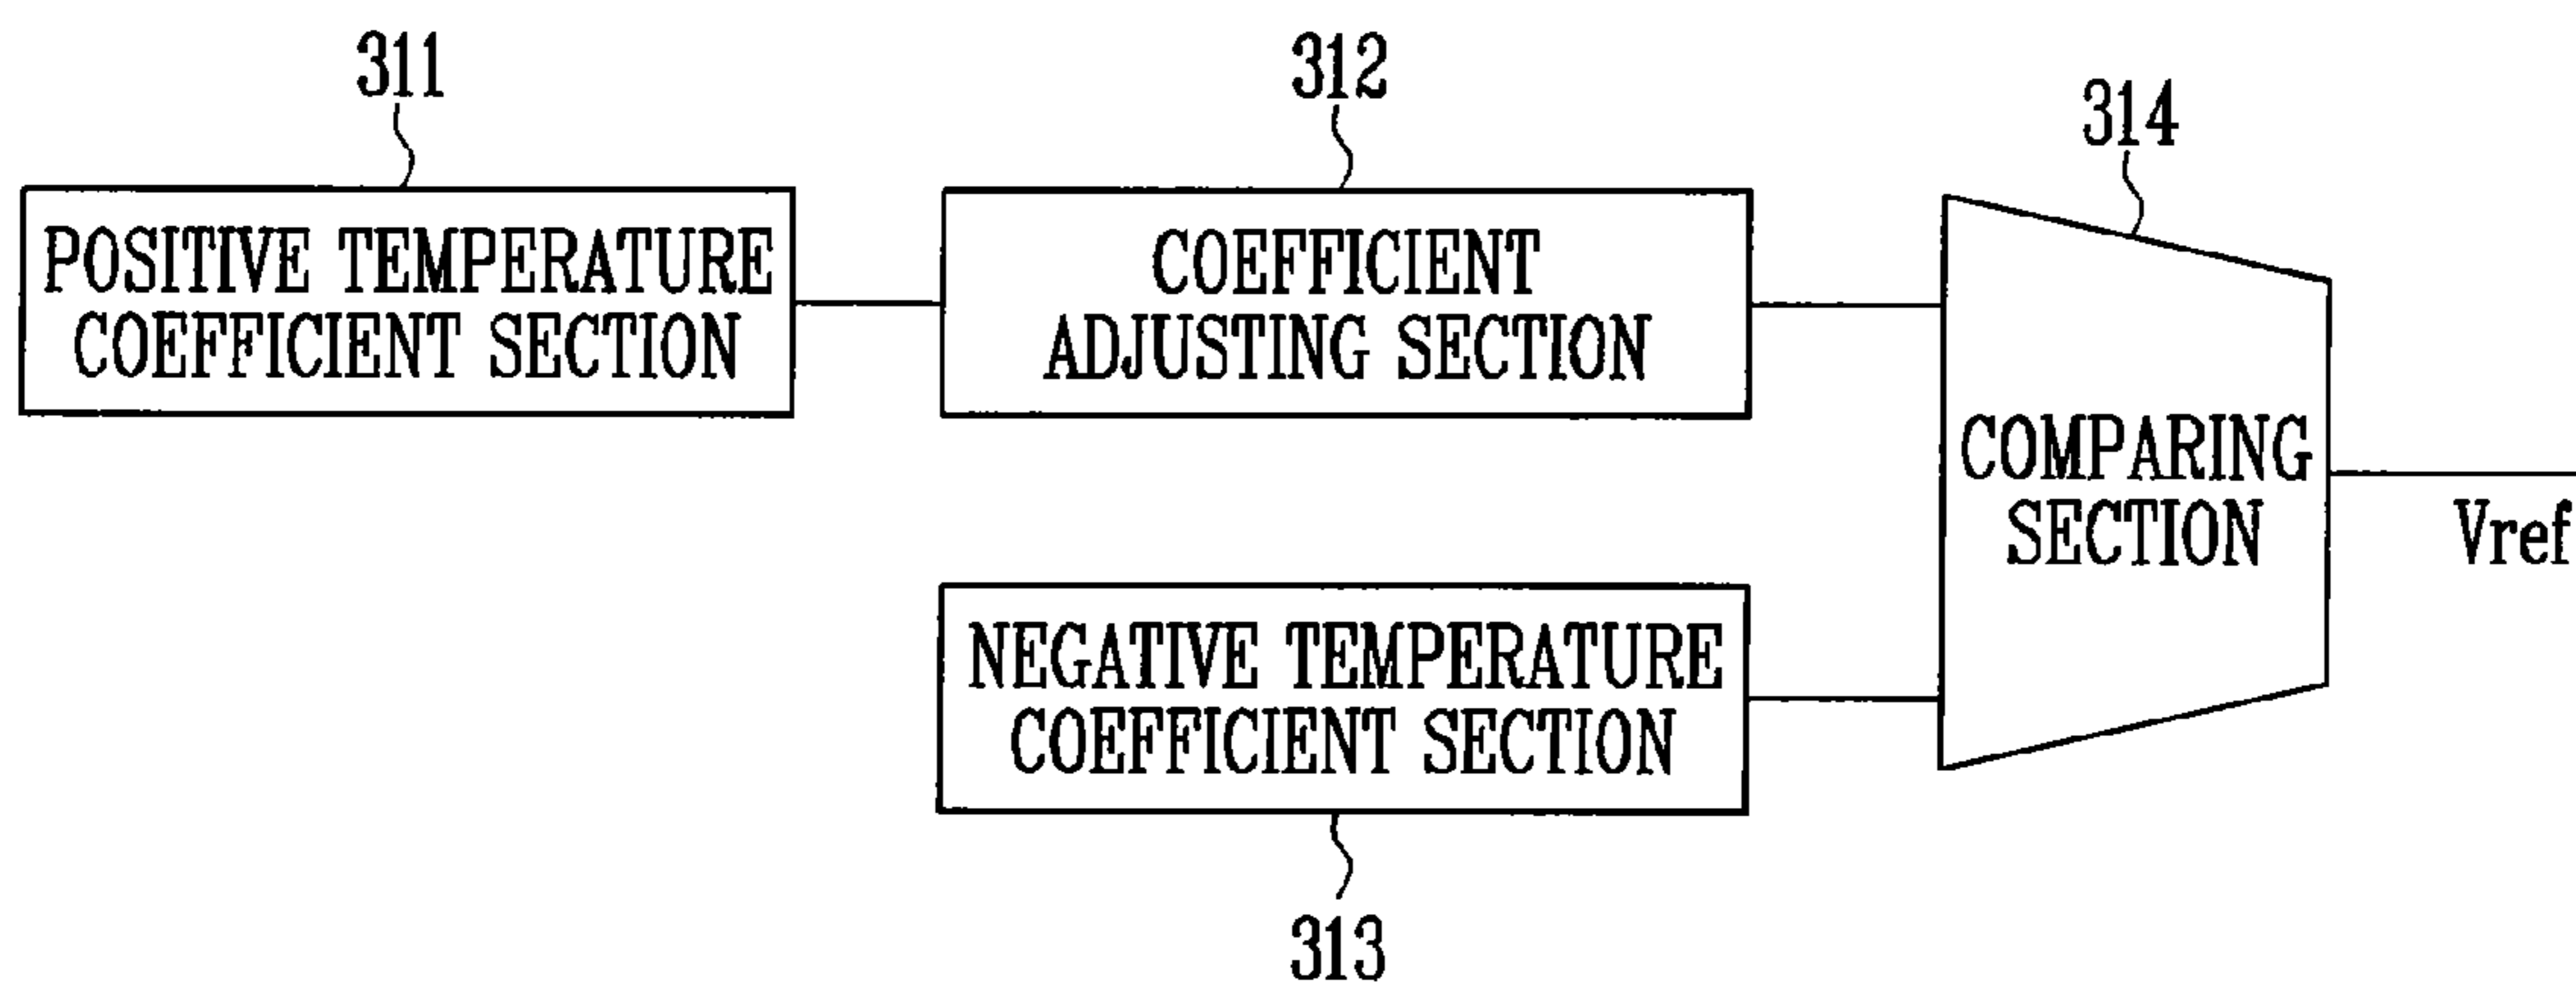 311
312
314
POSITIVE TEMPERATURE
COEFFICIENT SECTION
COEFFICIENT
ADJUSTING SECTION
COMPARING
SECTION
Vref
NEGATIVE TEMPERATURE
COEFFICIENT SECTION
313